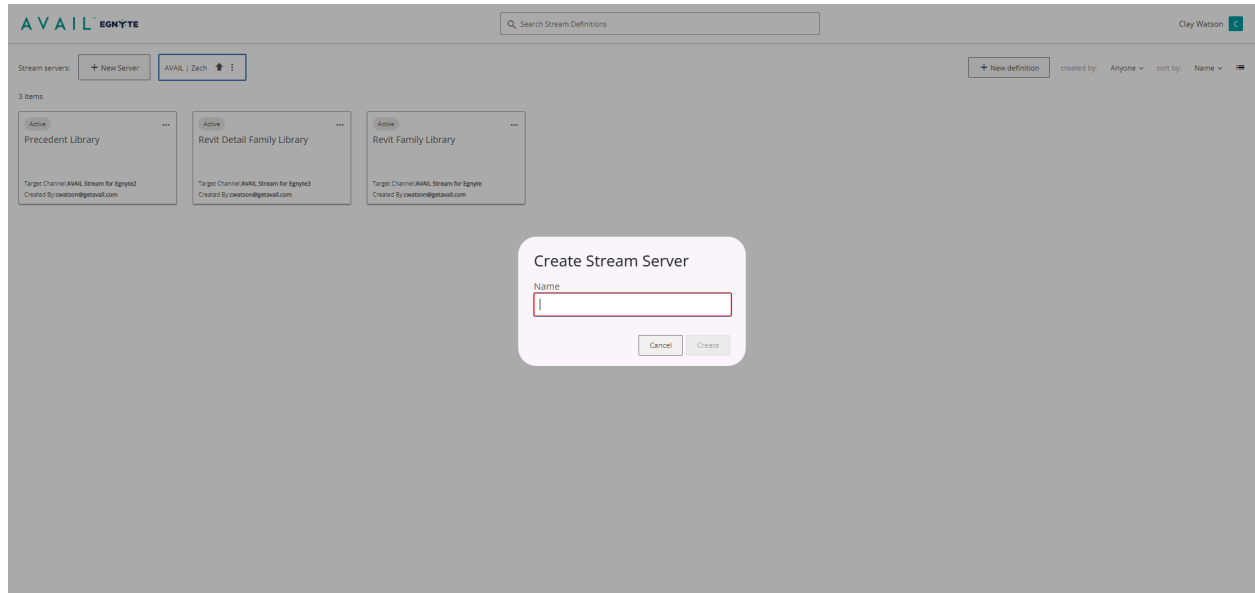 AVAIL™ EGNYTE
Search Stream Definitions
Clay Watson C
Stream servers: + New Server AVAIL | Zach
+ New definition created by: Anyone sort by: Name
3 Items
Active ...
Precedent Library
Target Channel:AVAIL Stream for Egnyte2
Created By:cwatson@getavail.com
Active ...
Revit Detail Family Library
Target Channel:AVAIL Stream for Egnyte3
Created By:cwatson@getavail.com
Active ...
Revit Family Library
Target Channel:AVAIL Stream for Egnyte
Created By:cwatson@getavail.com
Create Stream Server
Name
Cancel Create